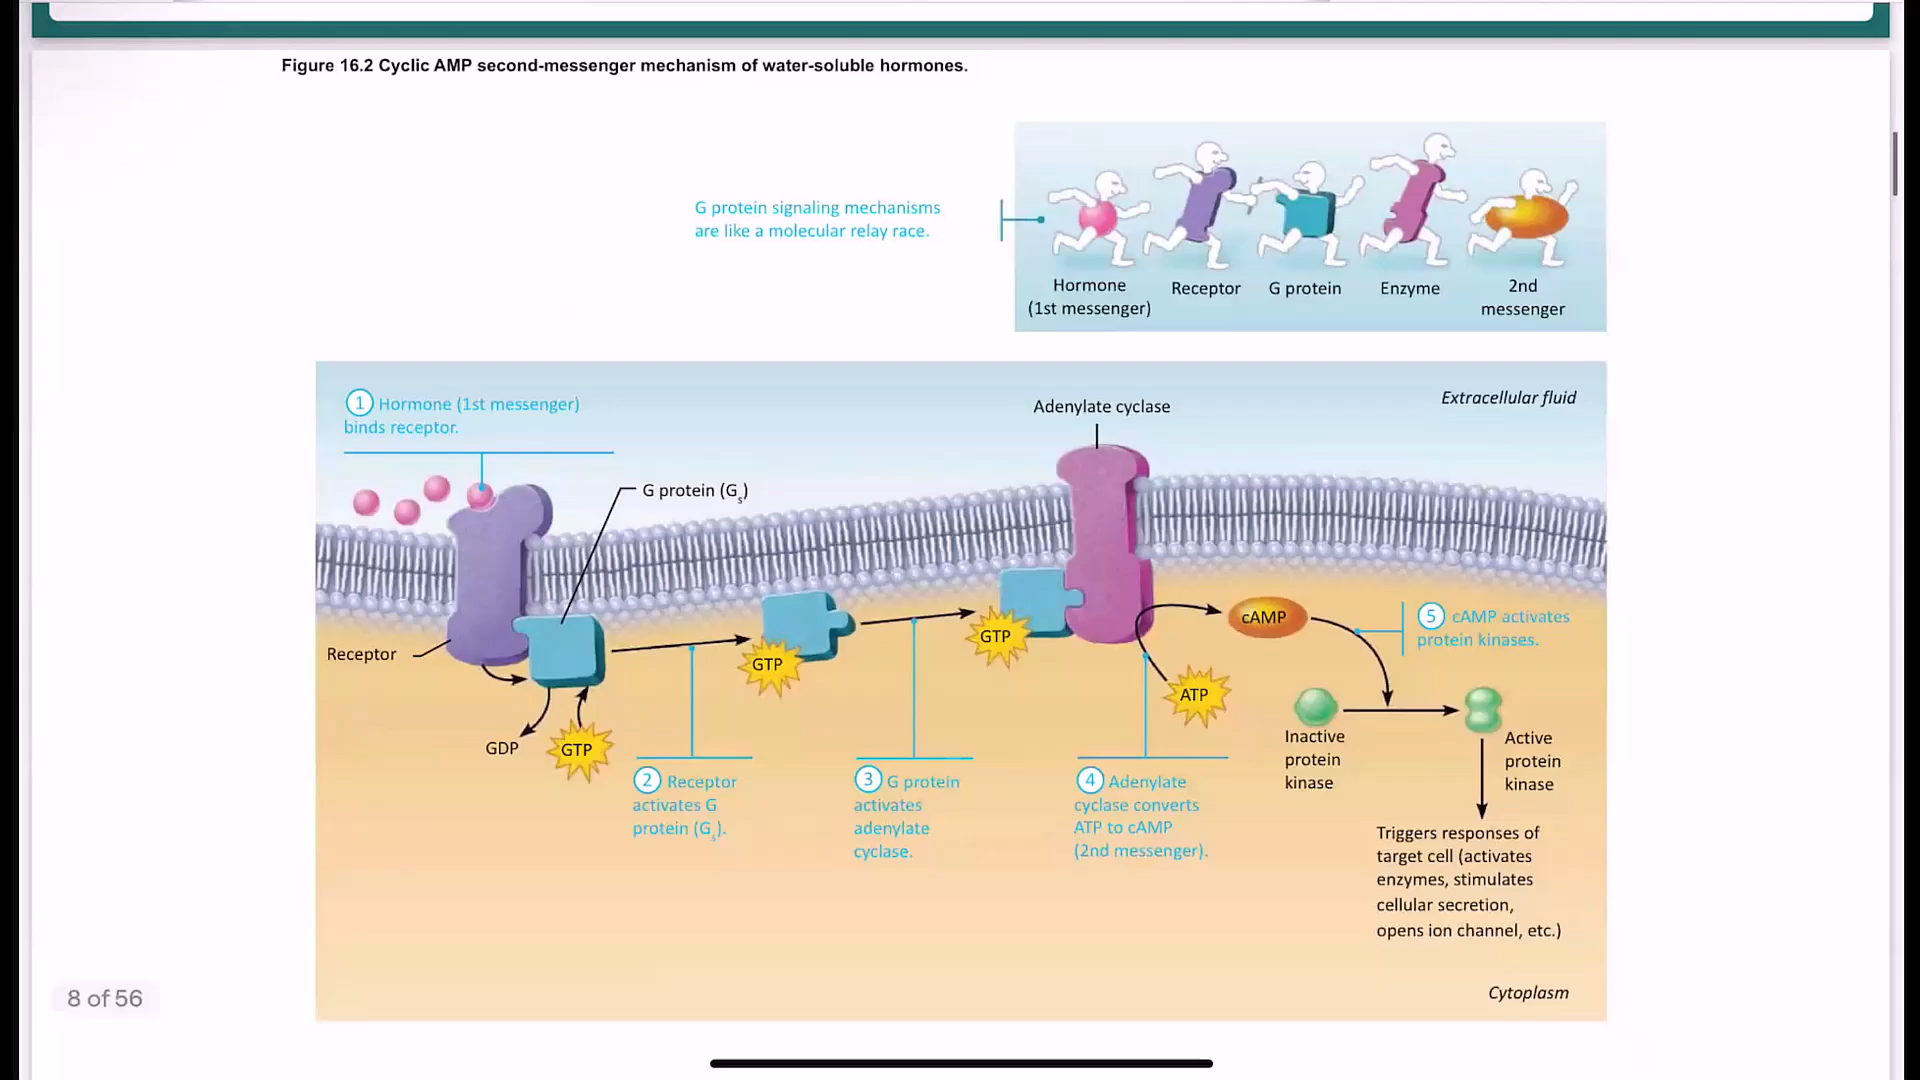 Figure 16.2 Cyclic AMP second-messenger mechanism of water-soluble hormones.
G protein signaling mechanisms
are like a molecular relay race.
Hormone
(1st messenger)
Receptor
G protein
Enzyme
2nd
messenger
1 Hormone (1st messenger)
binds receptor.
G protein (Gs)
Adenylate cyclase
Extracellular fluid
Receptor
GDP
GTP
GTP
GTP
ATP
cAMP
5 cAMP activates
protein kinases.
Inactive
protein
kinase
Active
protein
kinase
2 Receptor
activates G
protein (Gs).
3 G protein
activates
adenylate
cyclase.
4 Adenylate
cyclase converts
ATP to cAMP
(2nd messenger).
Triggers responses of
target cell (activates
enzymes, stimulates
cellular secretion,
opens ion channel, etc.)
Cytoplasm
8 of 56